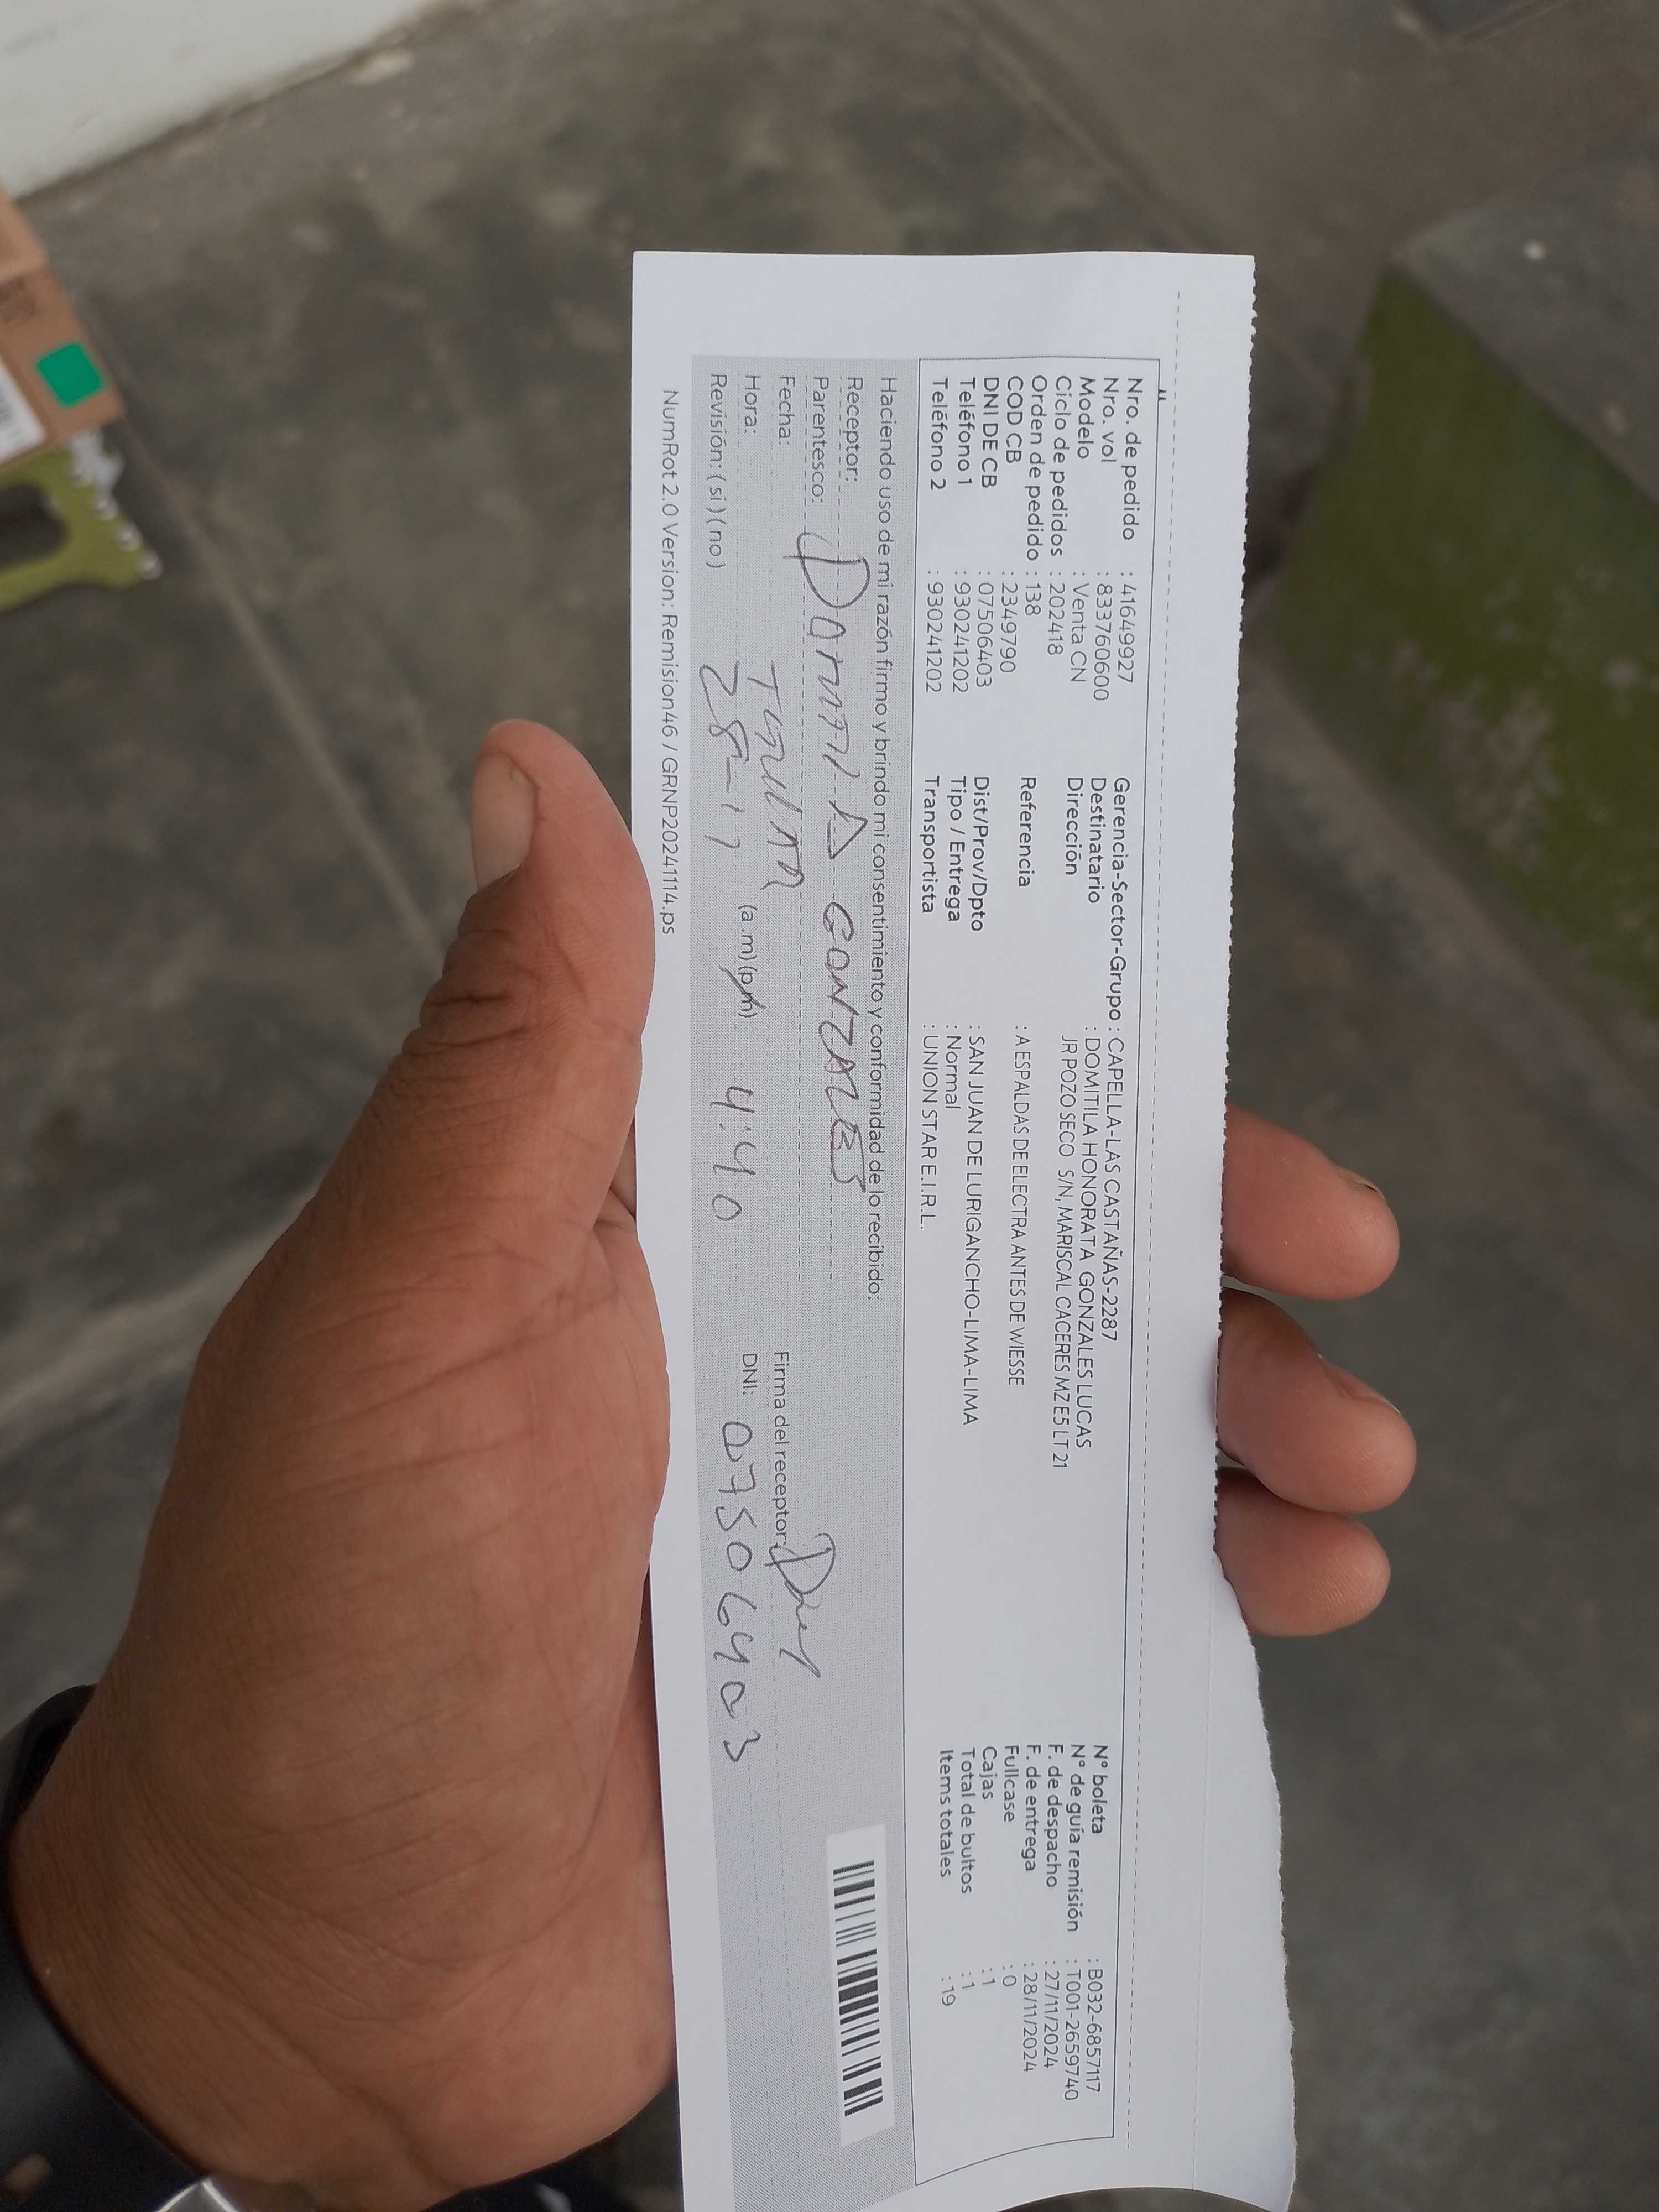 Nro. de pedido : 41649927
Nro. vol : 833760600
Modelo : Venta CN
Ciclo de pedidos : 202418
Orden de pedido : 138
COD CB : 2349790
DNI DE CB : 07506403
Teléfono 1 : 930241202
Teléfono 2 : 930241202
Gerencia-Sector-Grupo : CAPELLA-LAS CASTAÑAS-2287
Destinatario : DOMITILA HONORATA GONZALES LUCAS
Dirección JR POZO SECO S/N, MARISCAL CACERES MZ E5 LT 21
Referencia : A ESPALDAS DE ELECTRA ANTES DE WIESSE
Dist/Prov/Dpto : SAN JUAN DE LURIGANCHO-LIMA-LIMA
Tipo / Entrega : Normal
Transportista : UNION STAR E.I.R.L.
N° boleta : B032-6857117
N° de guía remisión : T001-2659740
F. de despacho : 27/11/2024
F. de entrega : 28/11/2024
Fullcase : 0
Cajas : 1
Total de bultos : 1
Items totales : 19
Haciendo uso de mi razón firmo y brindo mi consentimiento y conformidad de lo recibido:
Receptor: GONZALES
Parentesco:
Fecha: TITULAR
Hora: (a.m)(pm) 4:40
Revisión: (si) (no) 28-11
Firma del receptor:
DNI: 07506403
NumRot 2.0 Version: Remision46 / GRNP20241114.ps